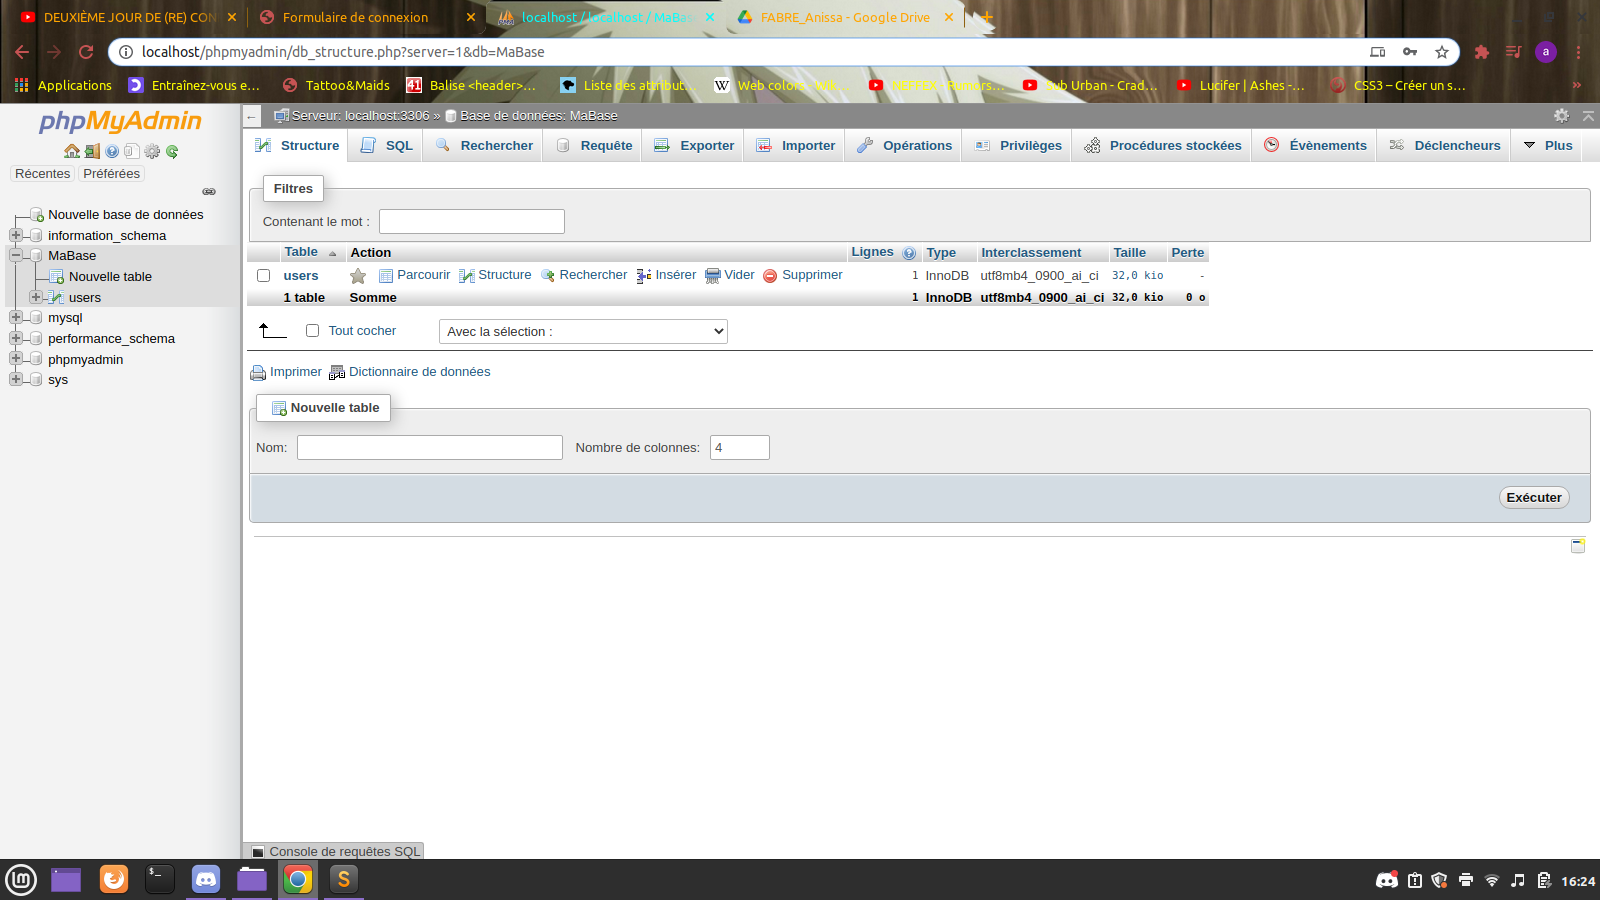 DEUXIÈME JOUR DE (RE) CON
Formulaire de connexion
localhost / localhost / MaBas
FABRE_Anissa - Google Drive
localhost/phpmyadmin/db_structure.php?server=1&db=MaBase
a
Applications
Entraînez-vous e...
Tattoo&Maids
41 Balise <header>...
Liste des attribut...
W Web colors - Wik...
Sub Urban - Crad...
Lucifer | Ashes -...
CSS3 – Créer un s...
»
phpMyAdmin
Récentes Préférées
Nouvelle base de données
information_schema
MaBase
Nouvelle table
users
mysql
performance_schema
phpmyadmin
sys
Serveur: localhost:3306 » Base de données: MaBase
Structure SQL Rechercher Requête Exporter Importer Opérations Privilèges Procédures stockées Évènements Déclencheurs Plus
Filtres
Contenant le mot :
Table Action Lignes Type Interclassement Taille Perte
users Parcourir Structure Rechercher Insérer Vider Supprimer 1 InnoDB utf8mb4_0900_ai_ci 32,0 kio -
1 table Somme 1 InnoDB utf8mb4_0900_ai_ci 32,0 kio 0 o
Tout cocher Avec la sélection :
Imprimer Dictionnaire de données
Nouvelle table
Nom: Nombre de colonnes: 4
Exécuter
Console de requêtes SQL
16:24